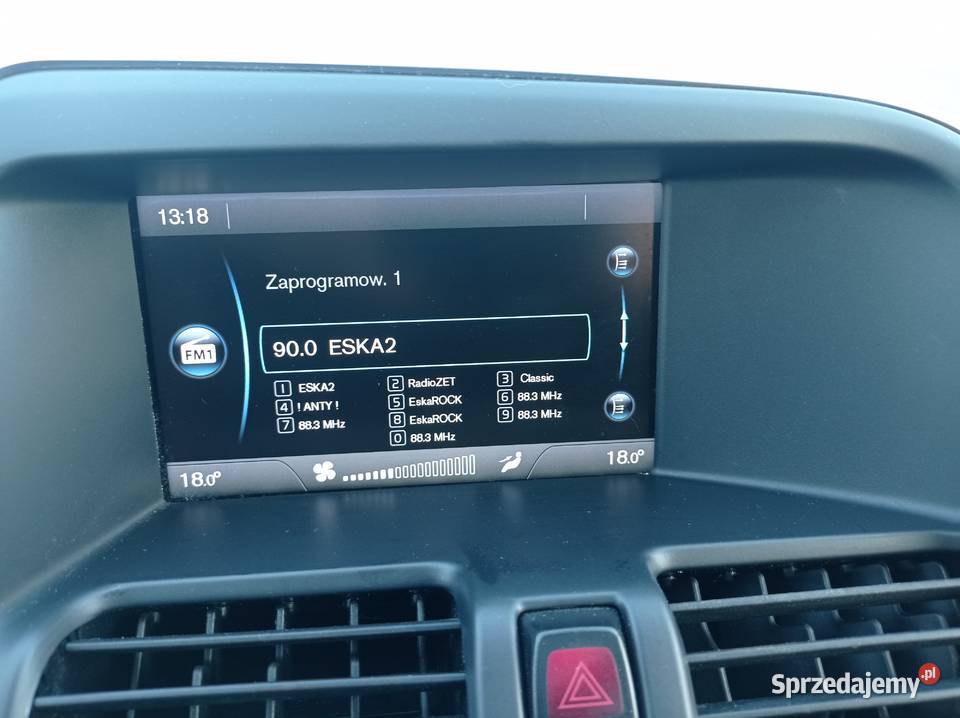 13:18
Zaprogramow. 1
FM1
90.0 ESKA2
1 ESKA2 2 RadioZET 3 Classic
4 ! ANTY ! 5 EskaROCK 6 88.3 MHz
7 88.3 MHz 8 EskaROCK 9 88.3 MHz
0 88.3 MHz
18.0° 18.0°
Sprzedajemy.pl